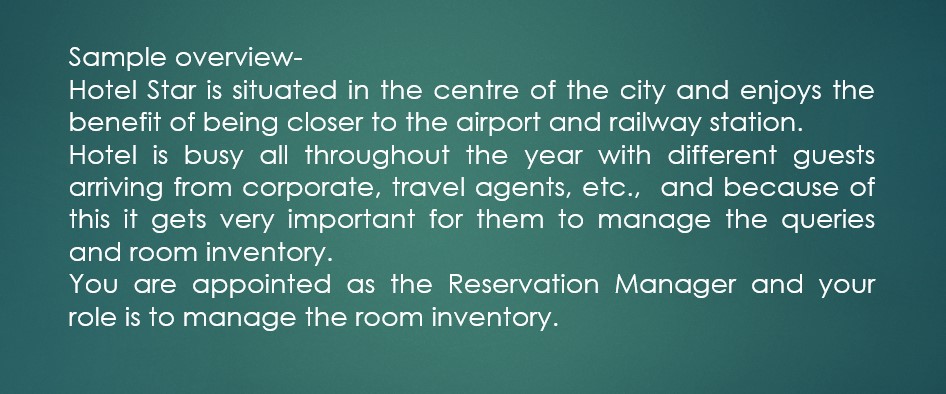 Sample overview-
Hotel Star is situated in the centre of the city and enjoys the
benefit of being closer to the airport and railway station.
Hotel is busy all throughout the year with different guests
arriving from corporate, travel agents, etc., and because of
this it gets very important for them to manage the queries
and room inventory.
You are appointed as the Reservation Manager and your
role is to manage the room inventory.